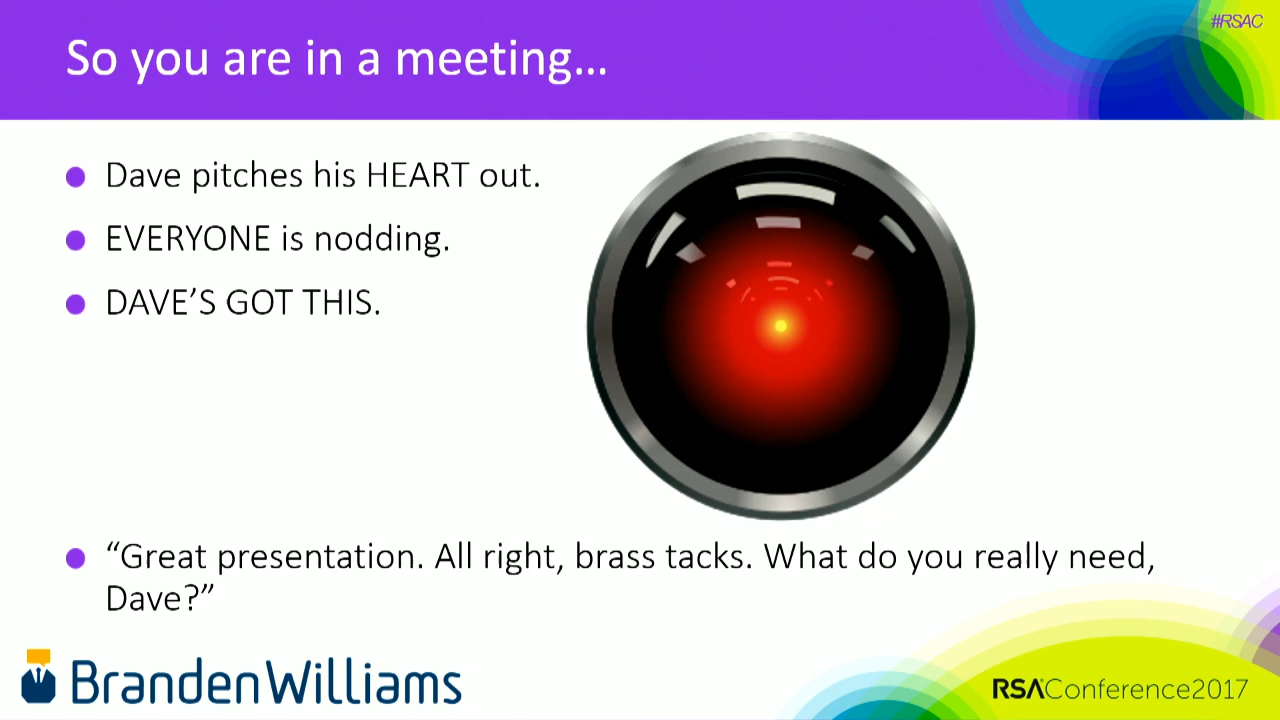 #RSAC
So you are in a meeting…
Dave pitches his HEART out.
EVERYONE is nodding.
DAVE’S GOT THIS.
“Great presentation. All right, brass tacks. What do you really need,
Dave?”
BrandenWilliams
RSAConference2017